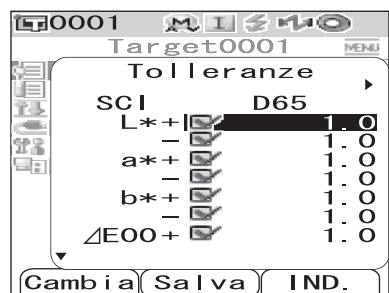 0001 M I
Target0001 MENU
Tolleranze
SCI D65
L*+ 1.0
− 1.0
a*+ 1.0
− 1.0
b*+ 1.0
− 1.0
⊿E00+ 1.0
Cambia Salva IND.